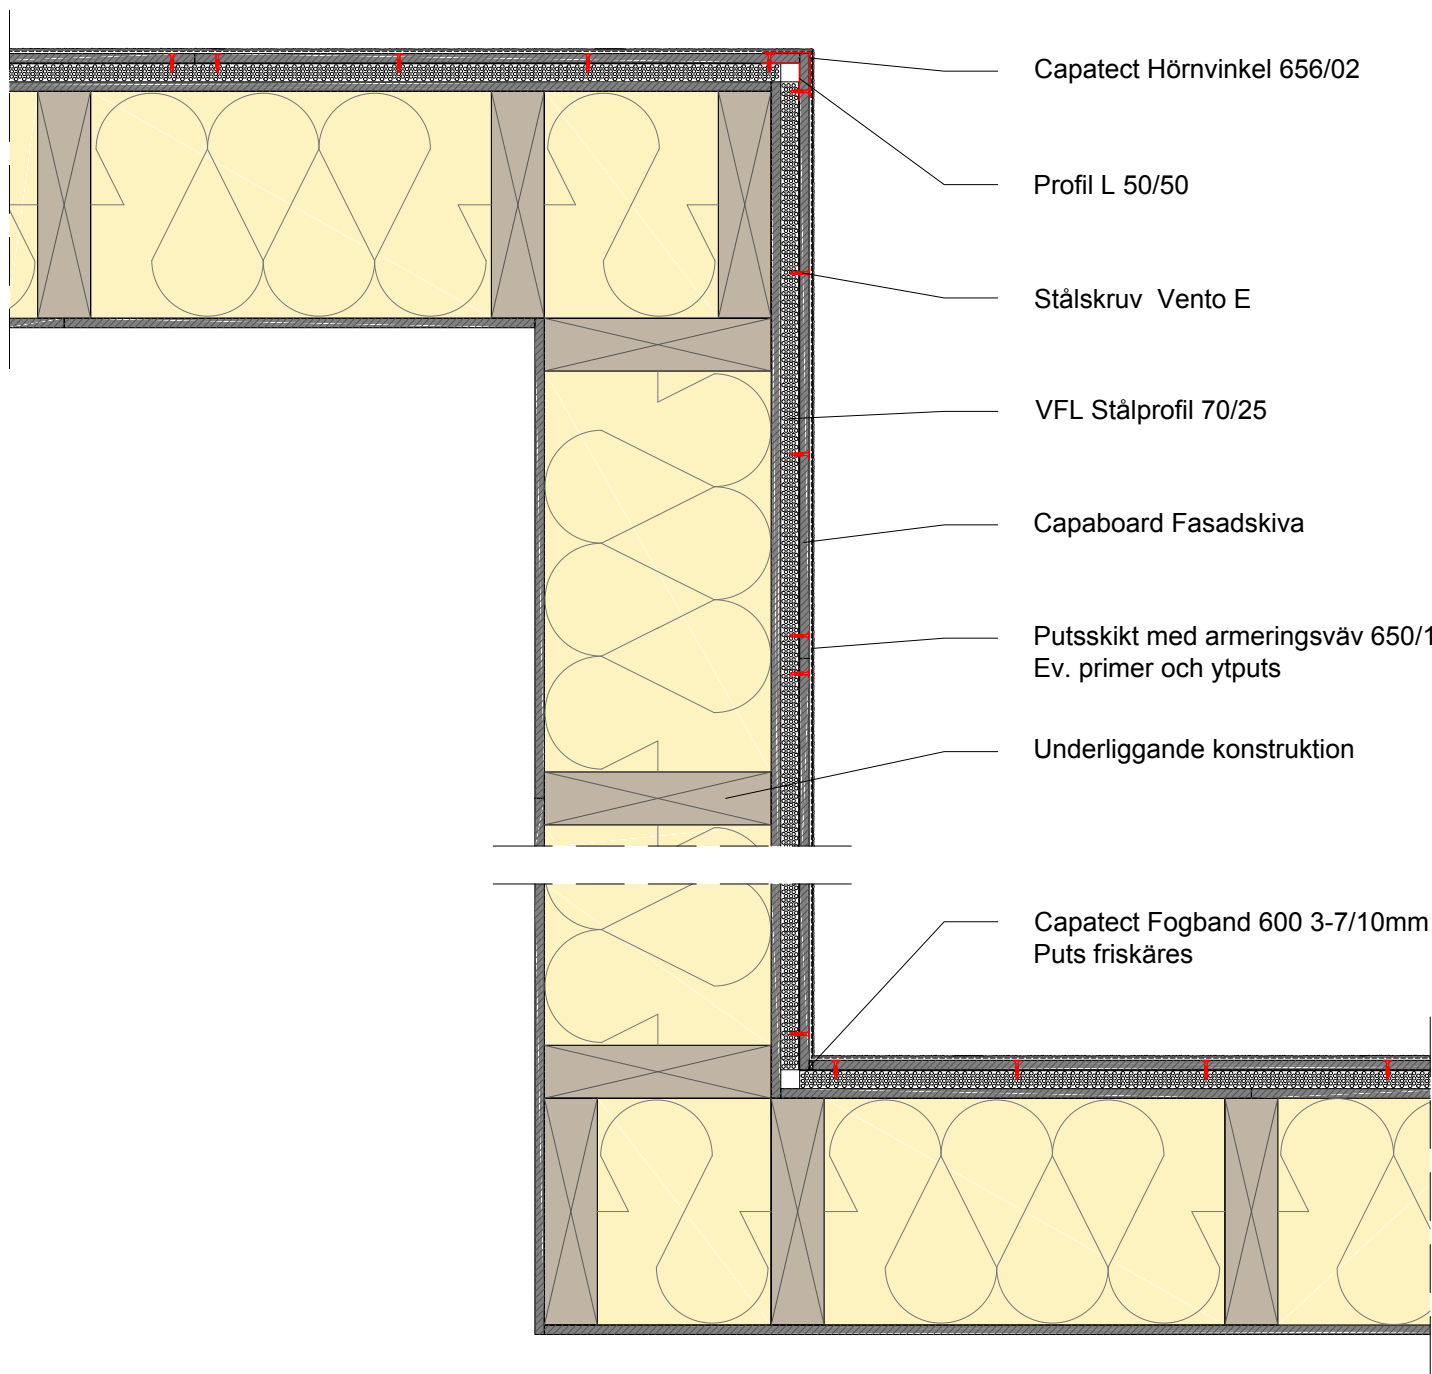 Capatect Hörnvinkel 656/02
Profil L 50/50
Stålskruv Vento E
VFL Stålprofil 70/25
Capaboard Fasadskiva
Putsskikt med armeringsväv 650/1
Ev. primer och ytputs
Underliggande konstruktion
Capatect Fogband 600 3-7/10mm
Puts friskäres